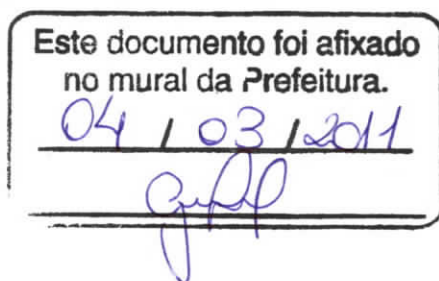 Este documento foi afixado
no mural da Prefeitura.
04 / 03 / 2011